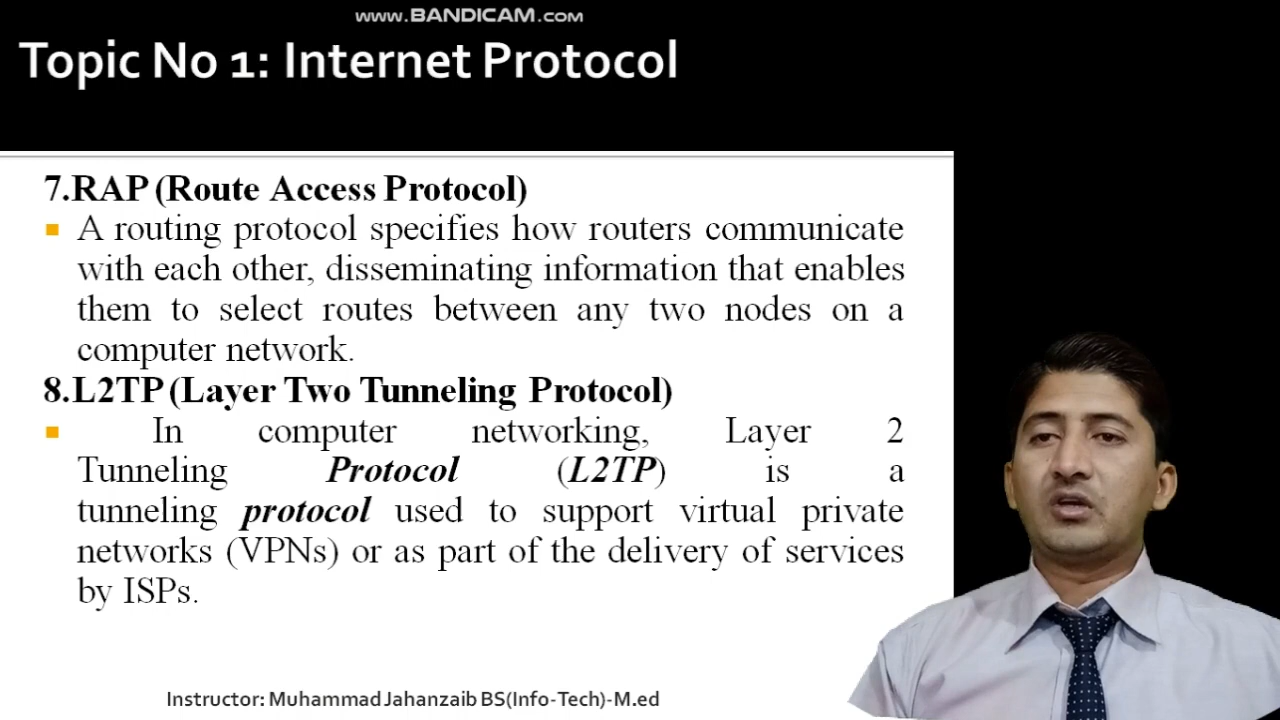 www.BANDICAM.com
Topic No 1: Internet Protocol
7.RAP (Route Access Protocol)
A routing protocol specifies how routers communicate
with each other, disseminating information that enables
them to select routes between any two nodes on a
computer network.
8.L2TP (Layer Two Tunneling Protocol)
In computer networking, Layer 2
Tunneling Protocol (L2TP) is a
tunneling protocol used to support virtual private
networks (VPNs) or as part of the delivery of services
by ISPs.
Instructor: Muhammad Jahanzaib BS(Info-Tech)-M.ed